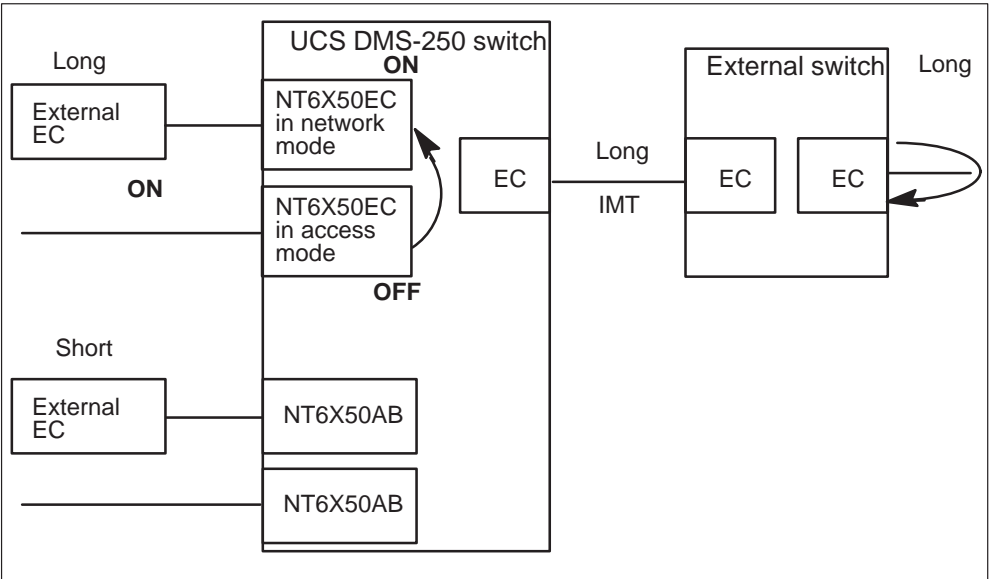 UCS DMS-250 switch
Long
ON
External switch
Long
External
EC
NT6X50EC
in network
mode
Long
EC
EC
EC
ON
IMT
NT6X50EC
in access
mode
OFF
Short
External
EC
NT6X50AB
NT6X50AB